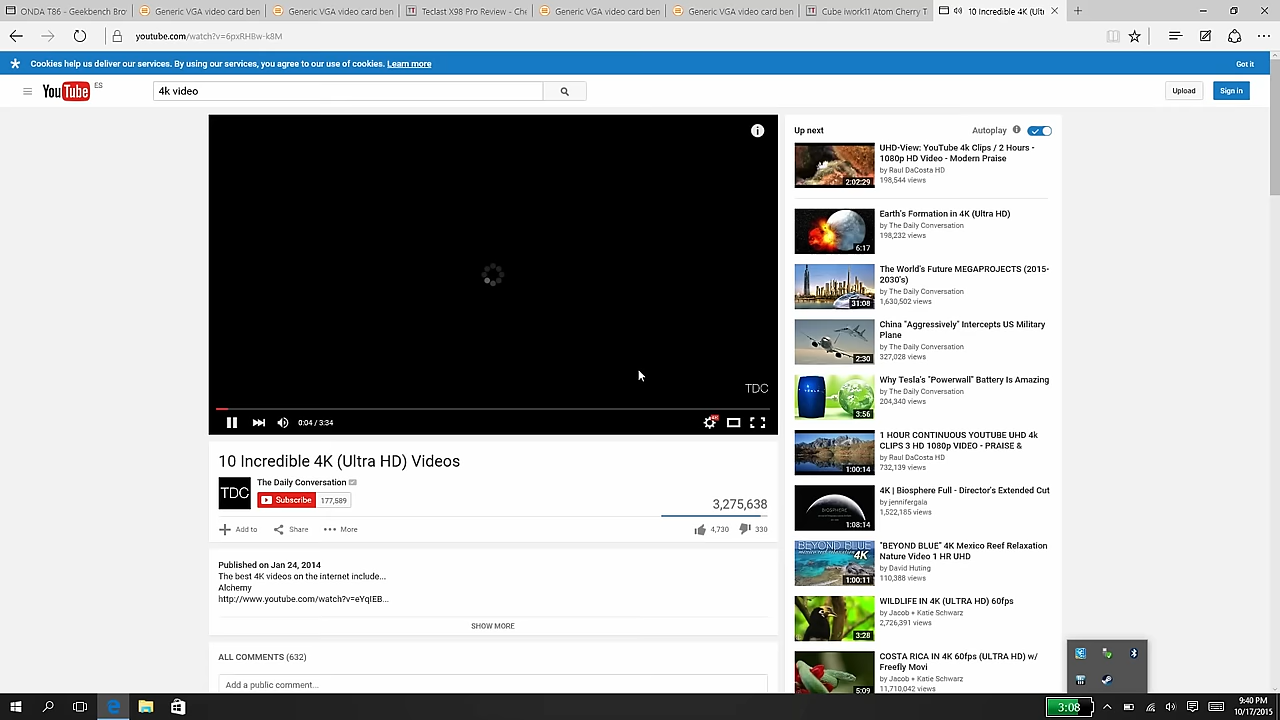 ONDA T86 - Geekbench Brov
Generic VGA video card ben
Generic VGA video card ben
Teclast X98 Pro Review - Che
Generic VGA video card ben
Generic VGA video card ben
Cube iwork11 Atom Cherry T
10 Incredible 4K (Ult
youtube.com/watch?v=6pxRHBw-k8M
Cookies help us deliver our services. By using our services, you agree to our use of cookies. Learn more
Got it
YouTube ES
4k video
Upload
Sign in
TDC
0:04 / 3:34
10 Incredible 4K (Ultra HD) Videos
TDC
The Daily Conversation
Subscribe 177,589
3,275,638
Add to
Share
More
4,730
330
Published on Jan 24, 2014
The best 4K videos on the internet include...
Alchemy
http://www.youtube.com/watch?v=eYqIEB...
SHOW MORE
ALL COMMENTS (632)
Add a public comment...
Up next
Autoplay
2:02:29
UHD-View: YouTube 4k Clips / 2 Hours -
1080p HD Video - Modern Praise
by Raul DaCosta HD
198,544 views
6:17
Earth's Formation in 4K (Ultra HD)
by The Daily Conversation
198,232 views
31:08
The World's Future MEGAPROJECTS (2015-
2030's)
by The Daily Conversation
1,630,502 views
2:30
China "Aggressively" Intercepts US Military
Plane
by The Daily Conversation
327,028 views
3:56
Why Tesla's "Powerwall" Battery Is Amazing
by The Daily Conversation
204,340 views
1:00:14
1 HOUR CONTINUOUS YOUTUBE UHD 4k
CLIPS 3 HD 1080p VIDEO - PRAISE &
by Raul DaCosta HD
732,139 views
BIOSPHERE
1:08:14
4K | Biosphere Full - Director's Extended Cut
by jennifergala
1,522,185 views
BEYOND BLUE
4K
1:00:11
"BEYOND BLUE" 4K Mexico Reef Relaxation
Nature Video 1 HR UHD
by David Huting
110,388 views
3:28
WILDLIFE IN 4K (ULTRA HD) 60fps
by Jacob + Katie Schwarz
2,726,391 views
5:09
COSTA RICA IN 4K 60fps (ULTRA HD) w/
Freefly Movi
by Jacob + Katie Schwarz
11,710,042 views
3:08
9:40 PM
10/17/2015